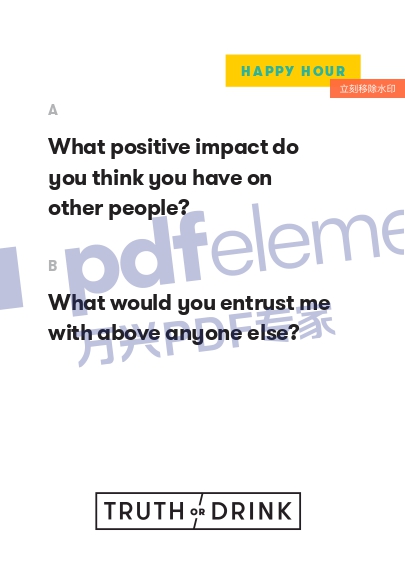 HAPPY HOUR
立刻移除水印
A
What positive impact do
you think you have on
other people?
pdfeleme
B
What would you entrust me
with above anyone else?
万兴PDF专家
TRUTH OR DRINK